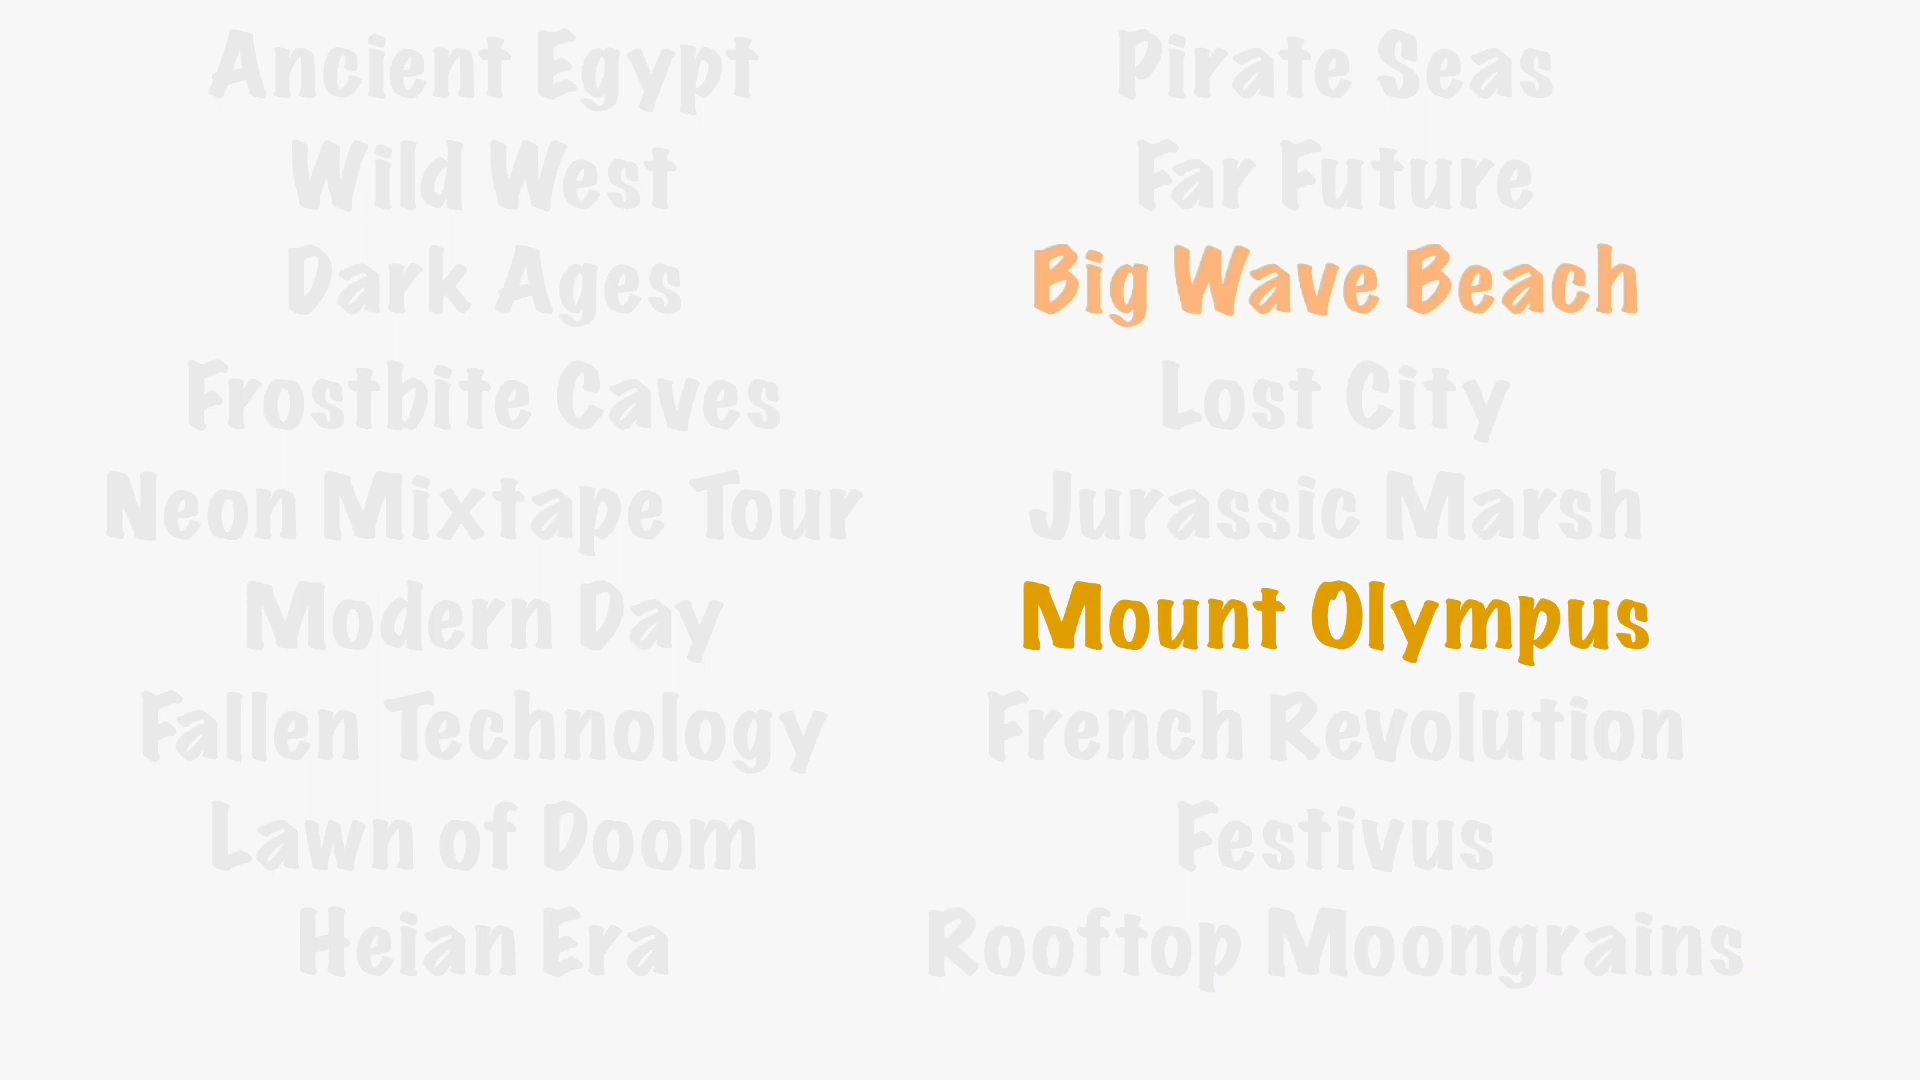 Ancient Egypt
Pirate Seas
Wild West
Far Future
Dark Ages
Big Wave Beach
Frostbite Caves
Lost City
Neon Mixtape Tour
Jurassic Marsh
Modern Day
Mount Olympus
Fallen Technology
French Revolution
Lawn of Doom
Festivus
Heian Era
Rooftop Moongrains